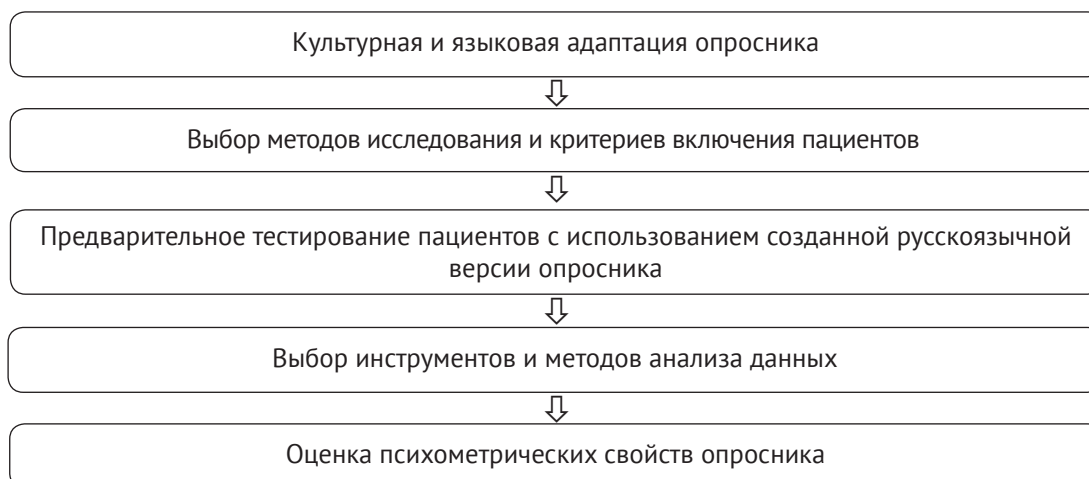 Культурная и языковая адаптация опросника
Выбор методов исследования и критериев включения пациентов
Предварительное тестирование пациентов с использованием созданной русскоязычной
версии опросника
Выбор инструментов и методов анализа данных
Оценка психометрических свойств опросника